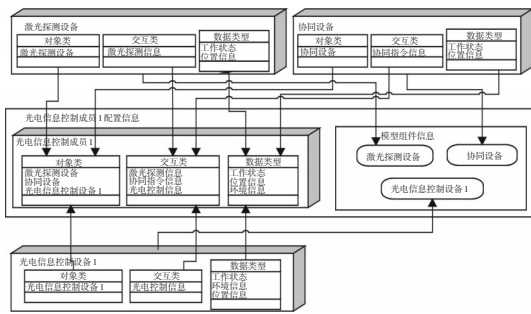 激光探测设备
对象类
激光探测设备
交互类
激光探测信息
数据类型
工作状态
位置信息
协同设备
对象类
协同设备
交互类
协同指令信息
数据类型
工作状态
位置信息
光电信息控制成员1配置信息
光电信息控制成员1
对象类
激光探测设备
协同设备
光电信息控制设备1
交互类
激光探测信息
协同指令信息
光电控制信息
数据类型
工作状态
位置信息
环境信息
模型组件信息
激光探测设备
协同设备
光电信息控制设备1
光电信息控制设备1
对象类
光电信息控制设备1
交互类
光电控制信息
数据类型
工作状态
环境信息
位置信息